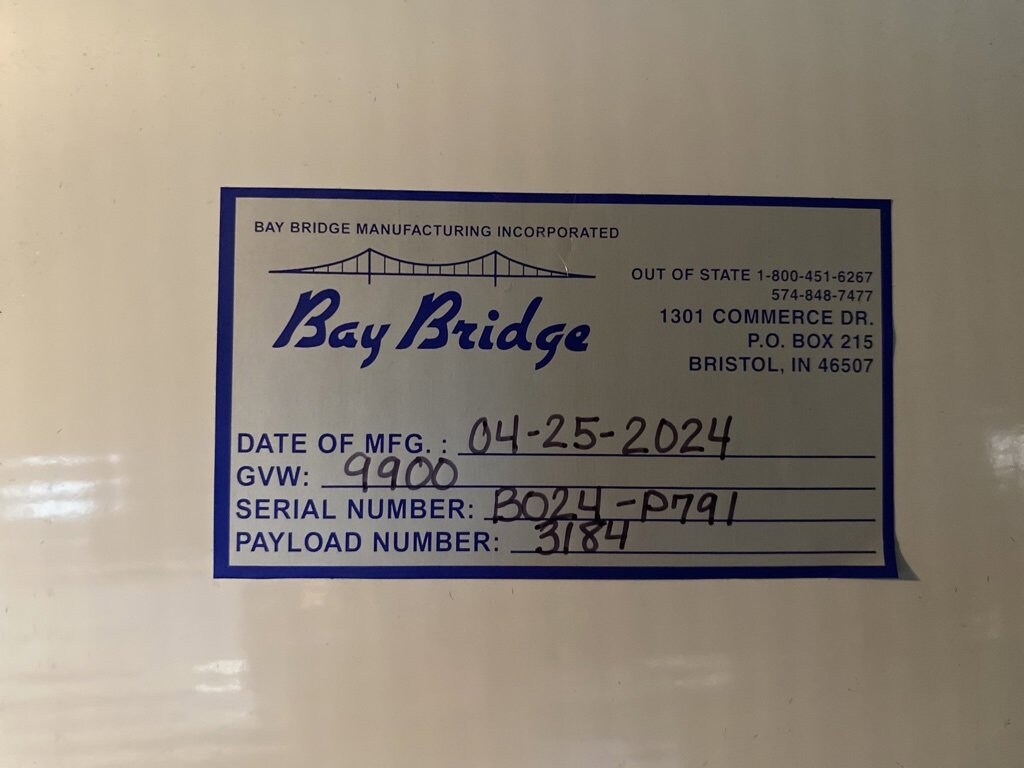 BAY BRIDGE MANUFACTURING INCORPORATED
Bay Bridge
OUT OF STATE 1-800-451-6267
574-848-7477
1301 COMMERCE DR.
P.O. BOX 215
BRISTOL, IN 46507
DATE OF MFG. : 04-25-2024
GVW: 9900
SERIAL NUMBER: B024-P791
PAYLOAD NUMBER: 3184